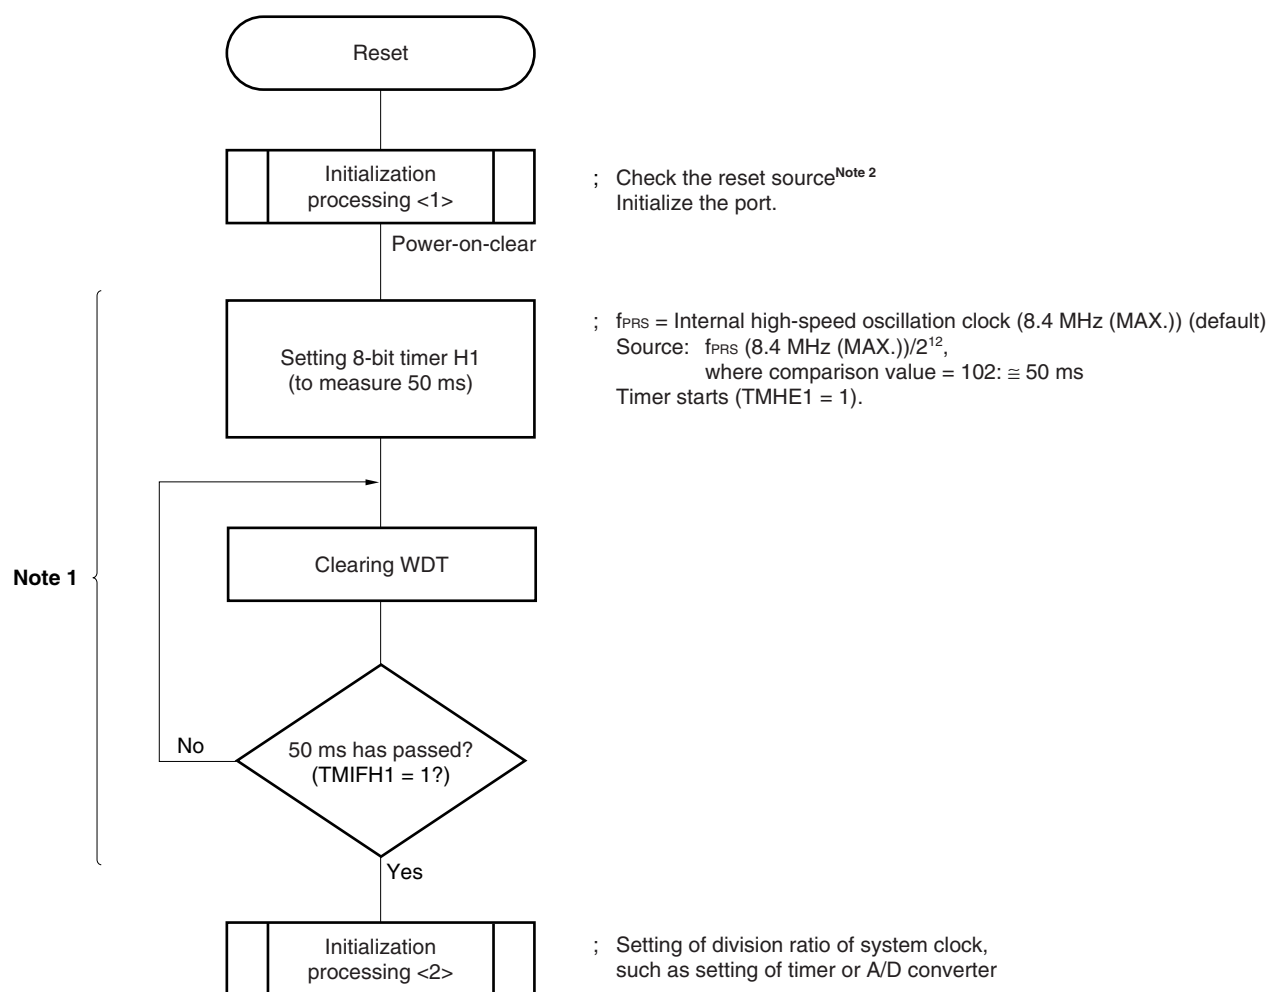 Reset
Initialization
processing <1>
; Check the reset sourceNote 2
Initialize the port.
Power-on-clear
Setting 8-bit timer H1
(to measure 50 ms)
; fPRS = Internal high-speed oscillation clock (8.4 MHz (MAX.)) (default)
Source: fPRS (8.4 MHz (MAX.))/2¹²,
where comparison value = 102: ≅ 50 ms
Timer starts (TMHE1 = 1).
Clearing WDT
Note 1
No
50 ms has passed?
(TMIFH1 = 1?)
Yes
Initialization
processing <2>
; Setting of division ratio of system clock,
such as setting of timer or A/D converter